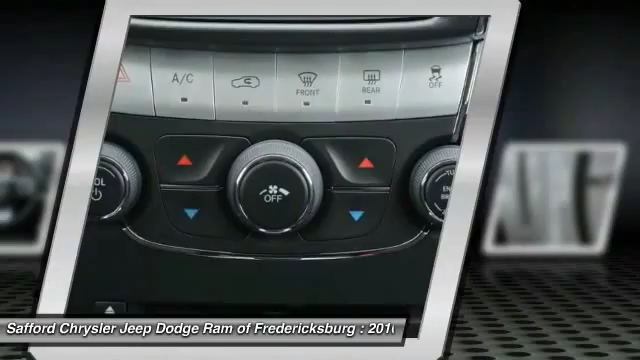 A/C
FRONT
REAR
OFF
OFF
Safford Chrysler Jeep Dodge Ram of Fredericksburg : 201